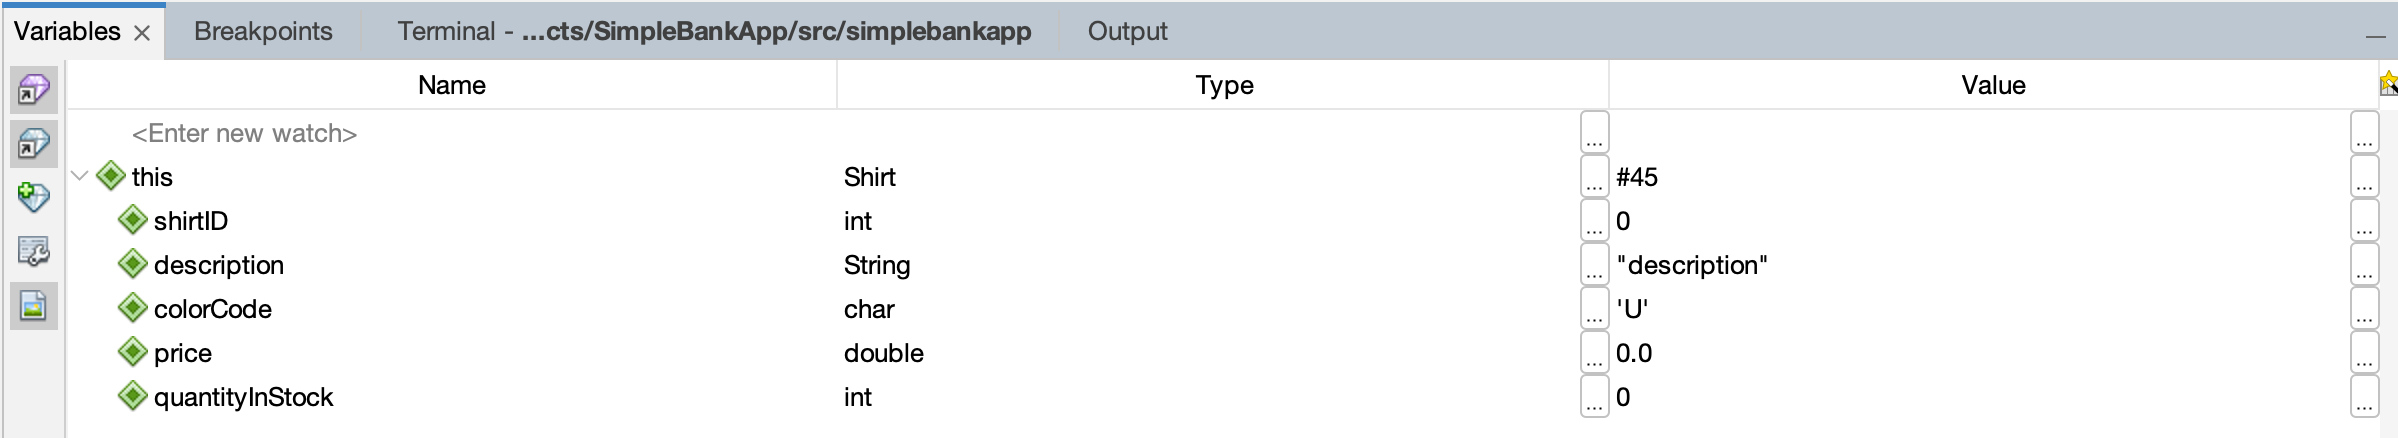 Variables × Breakpoints Terminal - ...cts/SimpleBankApp/src/simplebankapp Output
Name Type Value
<Enter new watch> ... ...
this Shirt ... #45 ...
shirtID int ... 0 ...
description String ... "description" ...
colorCode char ... 'U' ...
price double ... 0.0 ...
quantityInStock int ... 0 ...